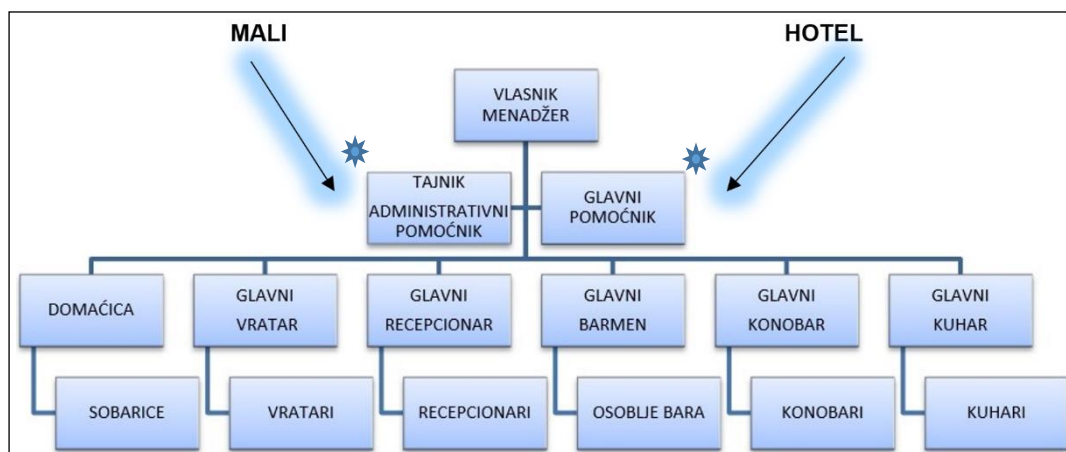 MALI
HOTEL
VLASNIK
MENADŽER
TAJNIK
ADMINISTRATIVNI
POMOĆNIK
GLAVNI
POMOĆNIK
DOMAĆICA
GLAVNI
VRATAR
GLAVNI
RECEPCIONAR
GLAVNI
BARMEN
GLAVNI
KONOBAR
GLAVNI
KUHAR
SOBARICE
VRATARI
RECEPCIONARI
OSOBLJE BARA
KONOBARI
KUHARI